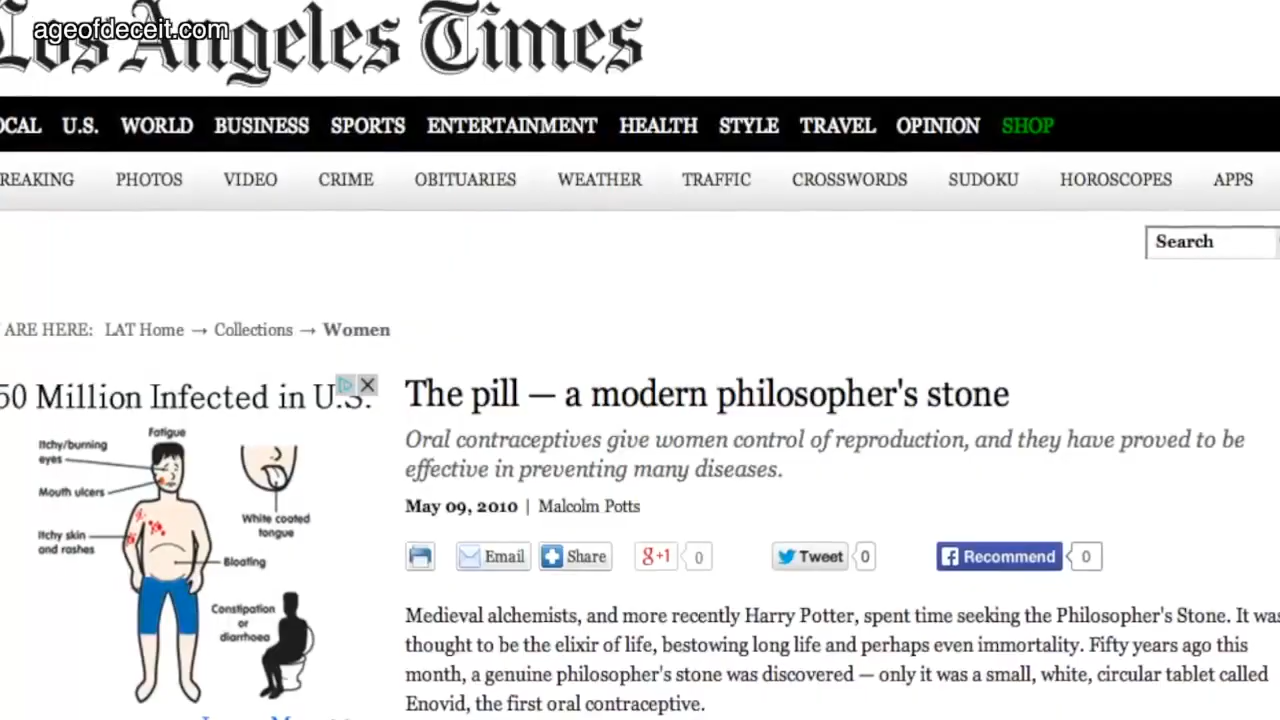 ageofdeceit.com
Los Angeles Times
OCAL U.S. WORLD BUSINESS SPORTS ENTERTAINMENT HEALTH STYLE TRAVEL OPINION SHOP
REAKING PHOTOS VIDEO CRIME OBITUARIES WEATHER TRAFFIC CROSSWORDS SUDOKU HOROSCOPES APPS
Search
ARE HERE: LAT Home → Collections → Women
50 Million Infected in U.S.
Fatigue
Itchy/burning
eyes
Mouth ulcers
White coated
tongue
Itchy skin
and rashes
Bloating
Constipation
or
diarrhoea
The pill — a modern philosopher's stone
Oral contraceptives give women control of reproduction, and they have proved to be
effective in preventing many diseases.
May 09, 2010 | Malcolm Potts
Email Share g+1 0 Tweet 0 Recommend 0
Medieval alchemists, and more recently Harry Potter, spent time seeking the Philosopher's Stone. It was
thought to be the elixir of life, bestowing long life and perhaps even immortality. Fifty years ago this
month, a genuine philosopher's stone was discovered — only it was a small, white, circular tablet called
Enovid, the first oral contraceptive.